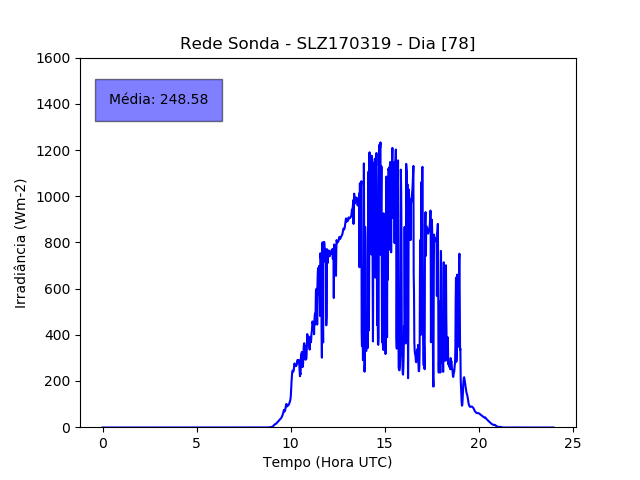 Rede Sonda - SLZ170319 - Dia [78]
1600
1400
1200
1000
800
600
400
200
0
Média: 248.58
Irradiância (Wm-2)
0 5 10 15 20 25
Tempo (Hora UTC)